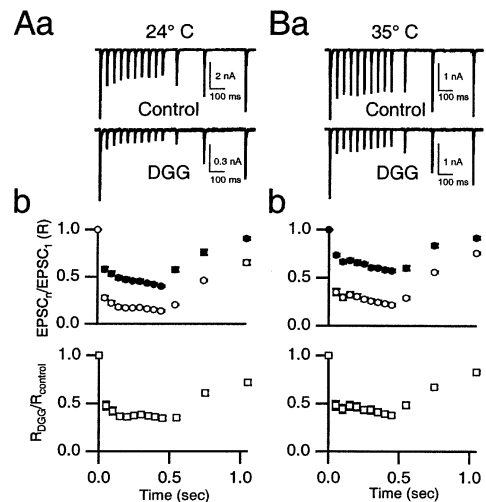 Aa
Ba
24° C
35° C
2 nA
100 ms
Control
1 nA
100 ms
Control
0.3 nA
100 ms
DGG
1 nA
100 ms
DGG
b
b
EPSCn/EPSC1 (R)
1.0
0.5
0.0
1.0
0.5
0.0
RDGG/Rcontrol
1.0
0.5
0.0
1.0
0.5
0.0
0.0 0.5 1.0
0.0 0.5 1.0
Time (sec)
Time (sec)